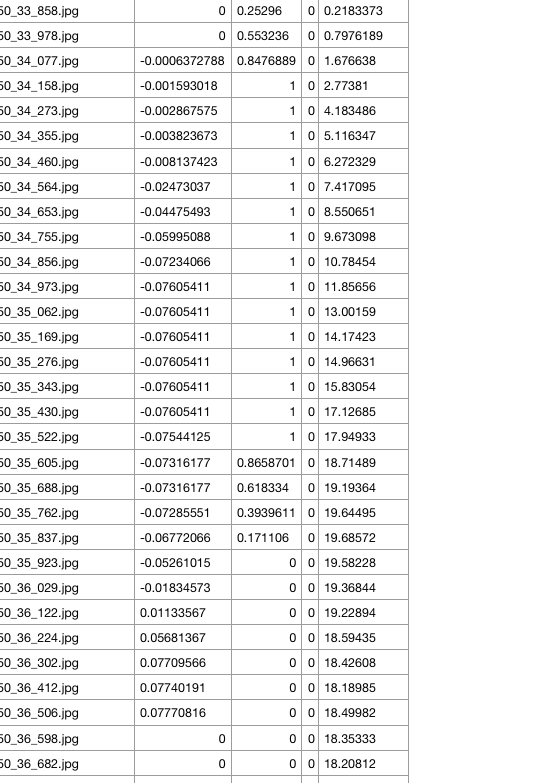 50_33_858.jpg 0 0.25296 0 0.2183373
50_33_978.jpg 0 0.553236 0 0.7976189
50_34_077.jpg -0.0006372788 0.8476889 0 1.676638
50_34_158.jpg -0.001593018 1 0 2.77381
50_34_273.jpg -0.002867575 1 0 4.183486
50_34_355.jpg -0.003823673 1 0 5.116347
50_34_460.jpg -0.008137423 1 0 6.272329
50_34_564.jpg -0.02473037 1 0 7.417095
50_34_653.jpg -0.04475493 1 0 8.550651
50_34_755.jpg -0.05995088 1 0 9.673098
50_34_856.jpg -0.07234066 1 0 10.78454
50_34_973.jpg -0.07605411 1 0 11.85656
50_35_062.jpg -0.07605411 1 0 13.00159
50_35_169.jpg -0.07605411 1 0 14.17423
50_35_276.jpg -0.07605411 1 0 14.96631
50_35_343.jpg -0.07605411 1 0 15.83054
50_35_430.jpg -0.07605411 1 0 17.12685
50_35_522.jpg -0.07544125 1 0 17.94933
50_35_605.jpg -0.07316177 0.8658701 0 18.71489
50_35_688.jpg -0.07316177 0.618334 0 19.19364
50_35_762.jpg -0.07285551 0.3939611 0 19.64495
50_35_837.jpg -0.06772066 0.171106 0 19.68572
50_35_923.jpg -0.05261015 0 0 19.58228
50_36_029.jpg -0.01834573 0 0 19.36844
50_36_122.jpg 0.01133567 0 0 19.22894
50_36_224.jpg 0.05681367 0 0 18.59435
50_36_302.jpg 0.07709566 0 0 18.42608
50_36_412.jpg 0.07740191 0 0 18.18985
50_36_506.jpg 0.07770816 0 0 18.49982
50_36_598.jpg 0 0 0 18.35333
50_36_682.jpg 0 0 0 18.20812